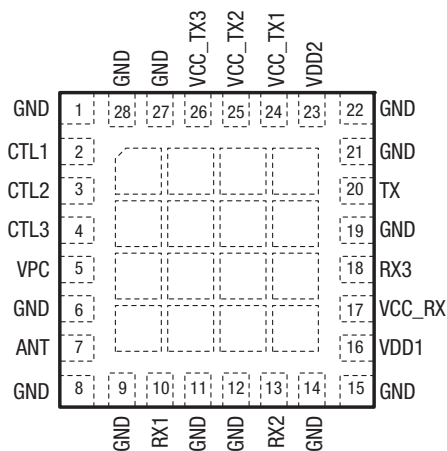 GND
GND
VCC_TX3
VCC_TX2
VCC_TX1
VDD2
GND 1 28 27 26 25 24 23 22 GND
CTL1 2 21 GND
CTL2 3 20 TX
CTL3 4 19 GND
VPC 5 18 RX3
GND 6 17 VCC_RX
ANT 7 16 VDD1
GND 8 9 10 11 12 13 14 15 GND
GND
RX1
GND
GND
RX2
GND